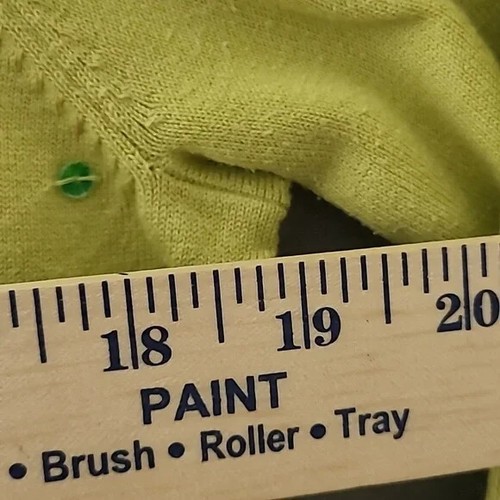 18 19 20
PAINT
• Brush • Roller • Tray